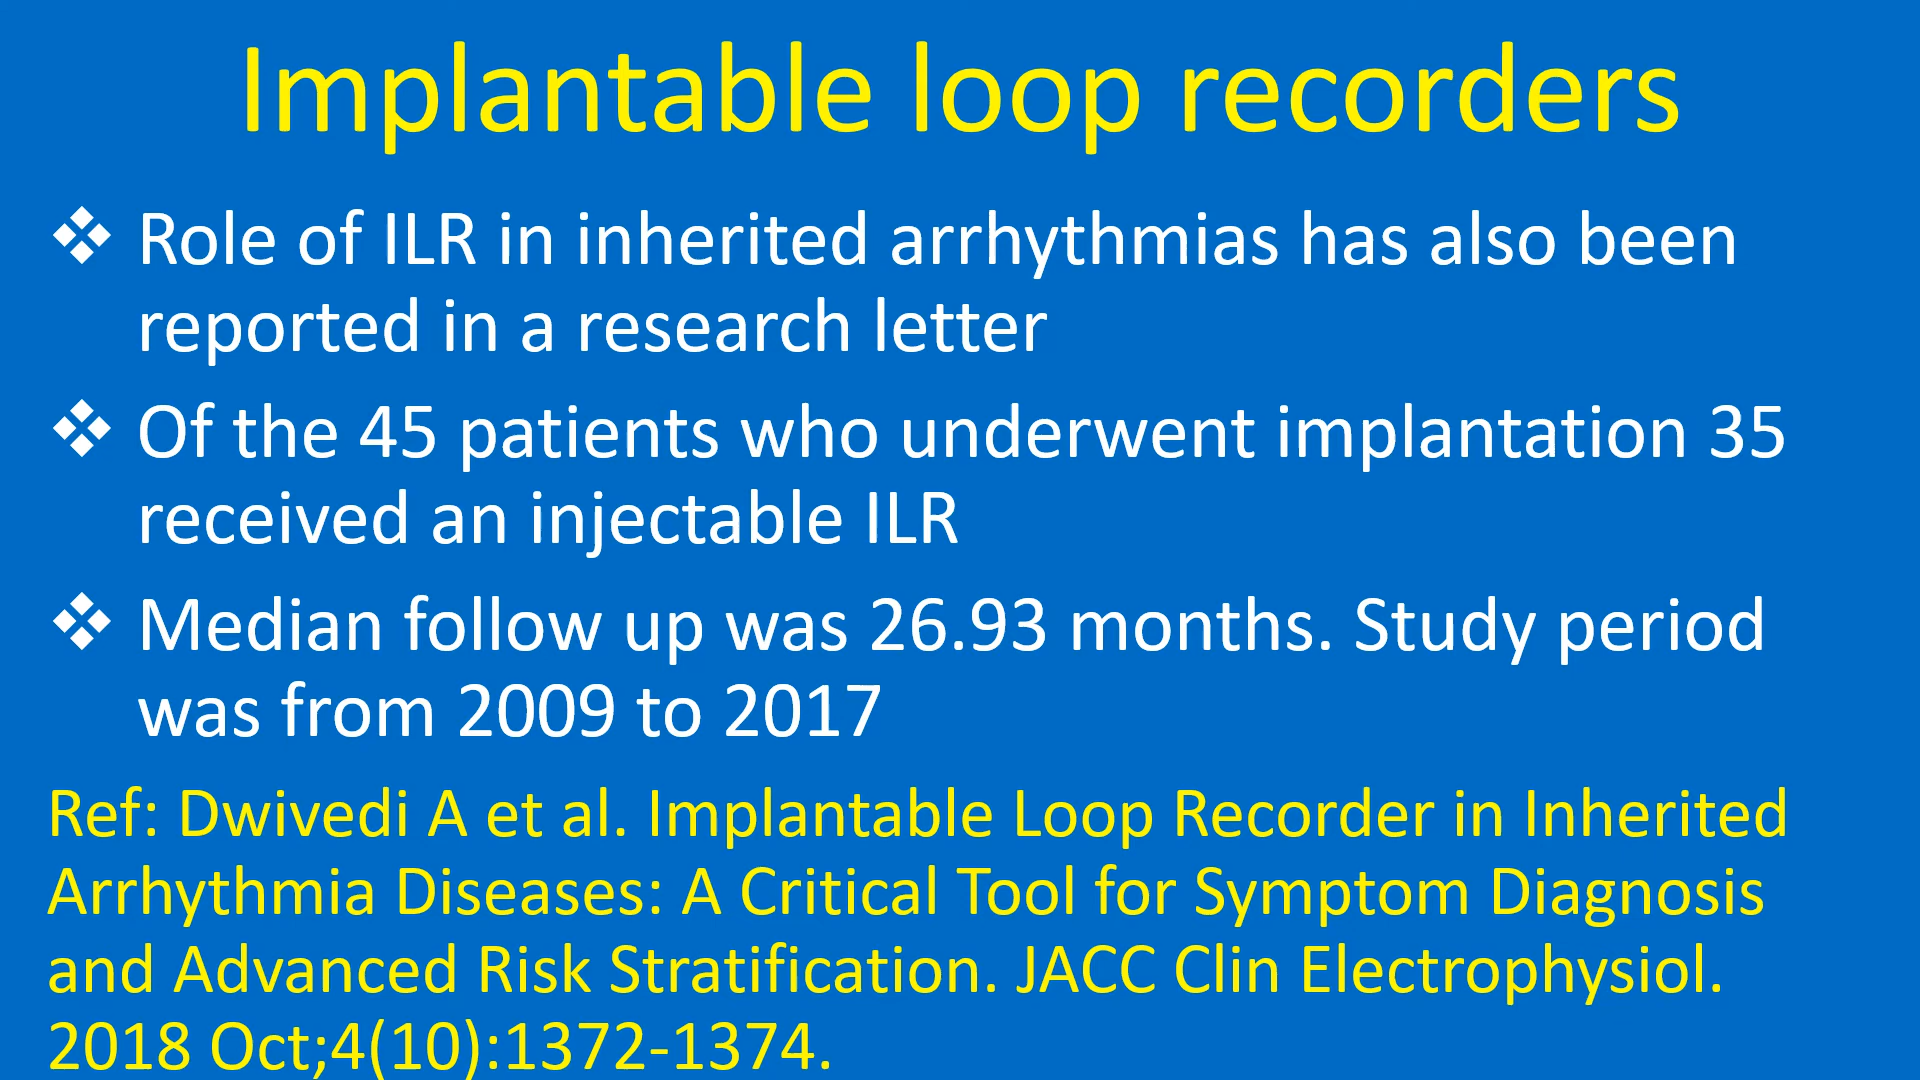 Implantable loop recorders
❖ Role of ILR in inherited arrhythmias has also been
reported in a research letter
❖ Of the 45 patients who underwent implantation 35
received an injectable ILR
❖ Median follow up was 26.93 months. Study period
was from 2009 to 2017
Ref: Dwivedi A et al. Implantable Loop Recorder in Inherited
Arrhythmia Diseases: A Critical Tool for Symptom Diagnosis
and Advanced Risk Stratification. JACC Clin Electrophysiol.
2018 Oct;4(10):1372-1374.